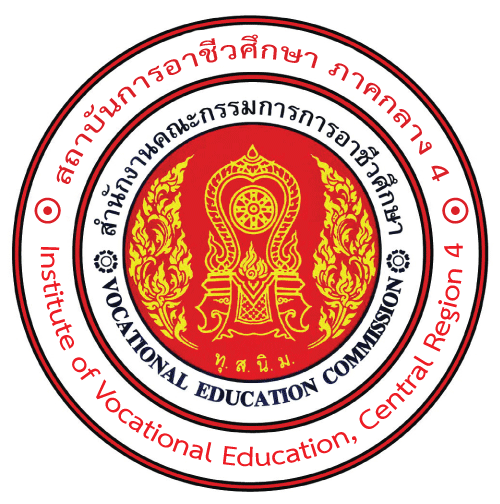 สถาบันการอาชีวศึกษา ภาคกลาง 4
สำนักงานคณะกรรมการการอาชีวศึกษา
ทุ. ส. นิ. ม.
VOCATIONAL EDUCATION COMMISSION
Institute of Vocational Education, Central Region 4